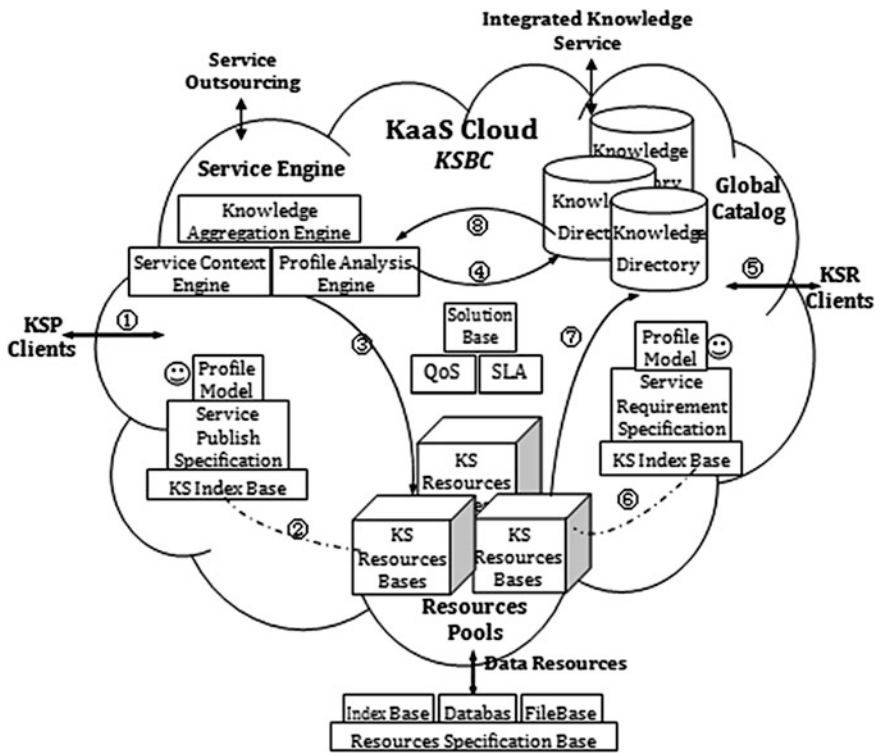 Integrated Knowledge
Service
Service
Outsourcing
KaaS Cloud
KSBC
Service Engine
Knowledge
Aggregation Engine
Service Context
Engine
Profile Analysis
Engine
Knowledge
Knowl
Direct
Knowledge
Directory
Global
Catalog
⑧
④
⑤
KSR
Clients
KSP
Clients
①
③
⑦
Solution
Base
QoS
SLA
Profile
Model
Service
Publish
Specification
KS Index Base
②
Profile
Model
Service
Requirement
Specification
KS Index Base
⑥
KS
Resources
KS
Resources
Bases
KS
Resources
Bases
Resources
Pools
Data Resources
Index Base
Databas
FileBase
Resources Specification Base